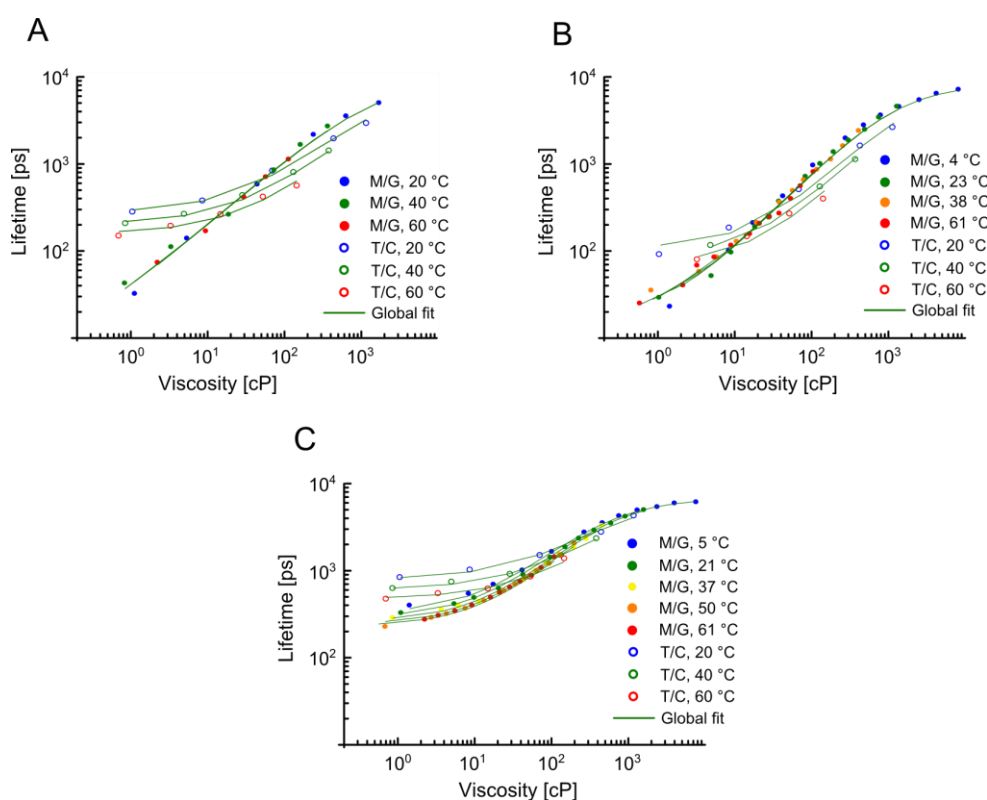 A
Lifetime [ps]
10⁴
10³
10²
10⁰ 10¹ 10² 10³
Viscosity [cP]
M/G, 20 °C
M/G, 40 °C
M/G, 60 °C
T/C, 20 °C
T/C, 40 °C
T/C, 60 °C
Global fit
B
Lifetime [ps]
10⁴
10³
10²
10⁰ 10¹ 10² 10³
Viscosity [cP]
M/G, 4 °C
M/G, 23 °C
M/G, 38 °C
M/G, 61 °C
T/C, 20 °C
T/C, 40 °C
T/C, 60 °C
Global fit
C
Lifetime [ps]
10⁴
10³
10²
10⁰ 10¹ 10² 10³
Viscosity [cP]
M/G, 5 °C
M/G, 21 °C
M/G, 37 °C
M/G, 50 °C
M/G, 61 °C
T/C, 20 °C
T/C, 40 °C
T/C, 60 °C
Global fit